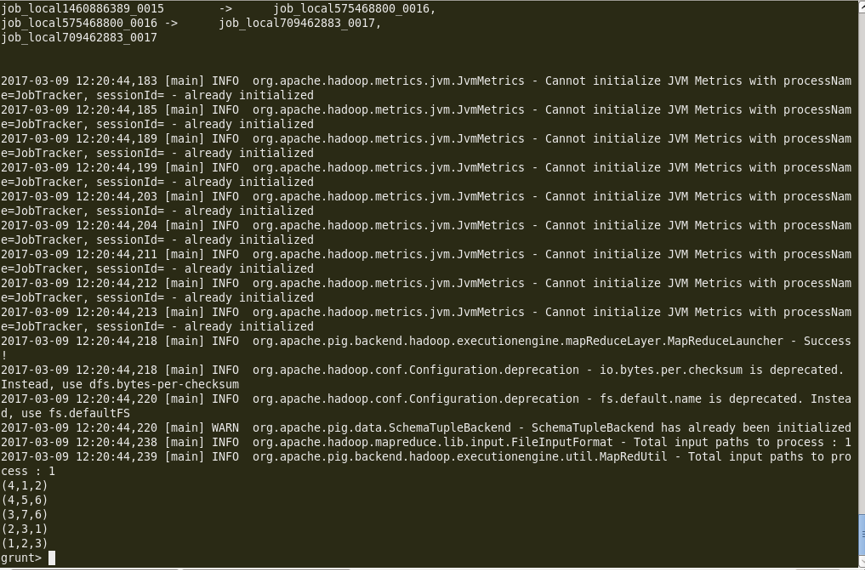 job_local1460886389_0015	->	job_local575468800_0016,
job_local575468800_0016 ->	job_local709462883_0017,
job_local709462883_0017
2017-03-09 12:20:44,183 [main] INFO  org.apache.hadoop.metrics.jvm.JvmMetrics - Cannot initialize JVM Metrics with processNam
e=JobTracker, sessionId= - already initialized
2017-03-09 12:20:44,185 [main] INFO  org.apache.hadoop.metrics.jvm.JvmMetrics - Cannot initialize JVM Metrics with processNam
e=JobTracker, sessionId= - already initialized
2017-03-09 12:20:44,189 [main] INFO  org.apache.hadoop.metrics.jvm.JvmMetrics - Cannot initialize JVM Metrics with processNam
e=JobTracker, sessionId= - already initialized
2017-03-09 12:20:44,199 [main] INFO  org.apache.hadoop.metrics.jvm.JvmMetrics - Cannot initialize JVM Metrics with processNam
e=JobTracker, sessionId= - already initialized
2017-03-09 12:20:44,203 [main] INFO  org.apache.hadoop.metrics.jvm.JvmMetrics - Cannot initialize JVM Metrics with processNam
e=JobTracker, sessionId= - already initialized
2017-03-09 12:20:44,204 [main] INFO  org.apache.hadoop.metrics.jvm.JvmMetrics - Cannot initialize JVM Metrics with processNam
e=JobTracker, sessionId= - already initialized
2017-03-09 12:20:44,211 [main] INFO  org.apache.hadoop.metrics.jvm.JvmMetrics - Cannot initialize JVM Metrics with processNam
e=JobTracker, sessionId= - already initialized
2017-03-09 12:20:44,212 [main] INFO  org.apache.hadoop.metrics.jvm.JvmMetrics - Cannot initialize JVM Metrics with processNam
e=JobTracker, sessionId= - already initialized
2017-03-09 12:20:44,213 [main] INFO  org.apache.hadoop.metrics.jvm.JvmMetrics - Cannot initialize JVM Metrics with processNam
e=JobTracker, sessionId= - already initialized
2017-03-09 12:20:44,218 [main] INFO  org.apache.pig.backend.hadoop.executionengine.mapReduceLayer.MapReduceLauncher - Success
!
2017-03-09 12:20:44,218 [main] INFO  org.apache.hadoop.conf.Configuration.deprecation - io.bytes.per.checksum is deprecated.
Instead, use dfs.bytes-per-checksum
2017-03-09 12:20:44,220 [main] INFO  org.apache.hadoop.conf.Configuration.deprecation - fs.default.name is deprecated. Instea
d, use fs.defaultFS
2017-03-09 12:20:44,220 [main] WARN  org.apache.pig.data.SchemaTupleBackend - SchemaTupleBackend has already been initialized
2017-03-09 12:20:44,238 [main] INFO  org.apache.hadoop.mapreduce.lib.input.FileInputFormat - Total input paths to process : 1
2017-03-09 12:20:44,239 [main] INFO  org.apache.pig.backend.hadoop.executionengine.util.MapRedUtil - Total input paths to pro
cess : 1
(4,1,2)
(4,5,6)
(3,7,6)
(2,3,1)
(1,2,3)
grunt>